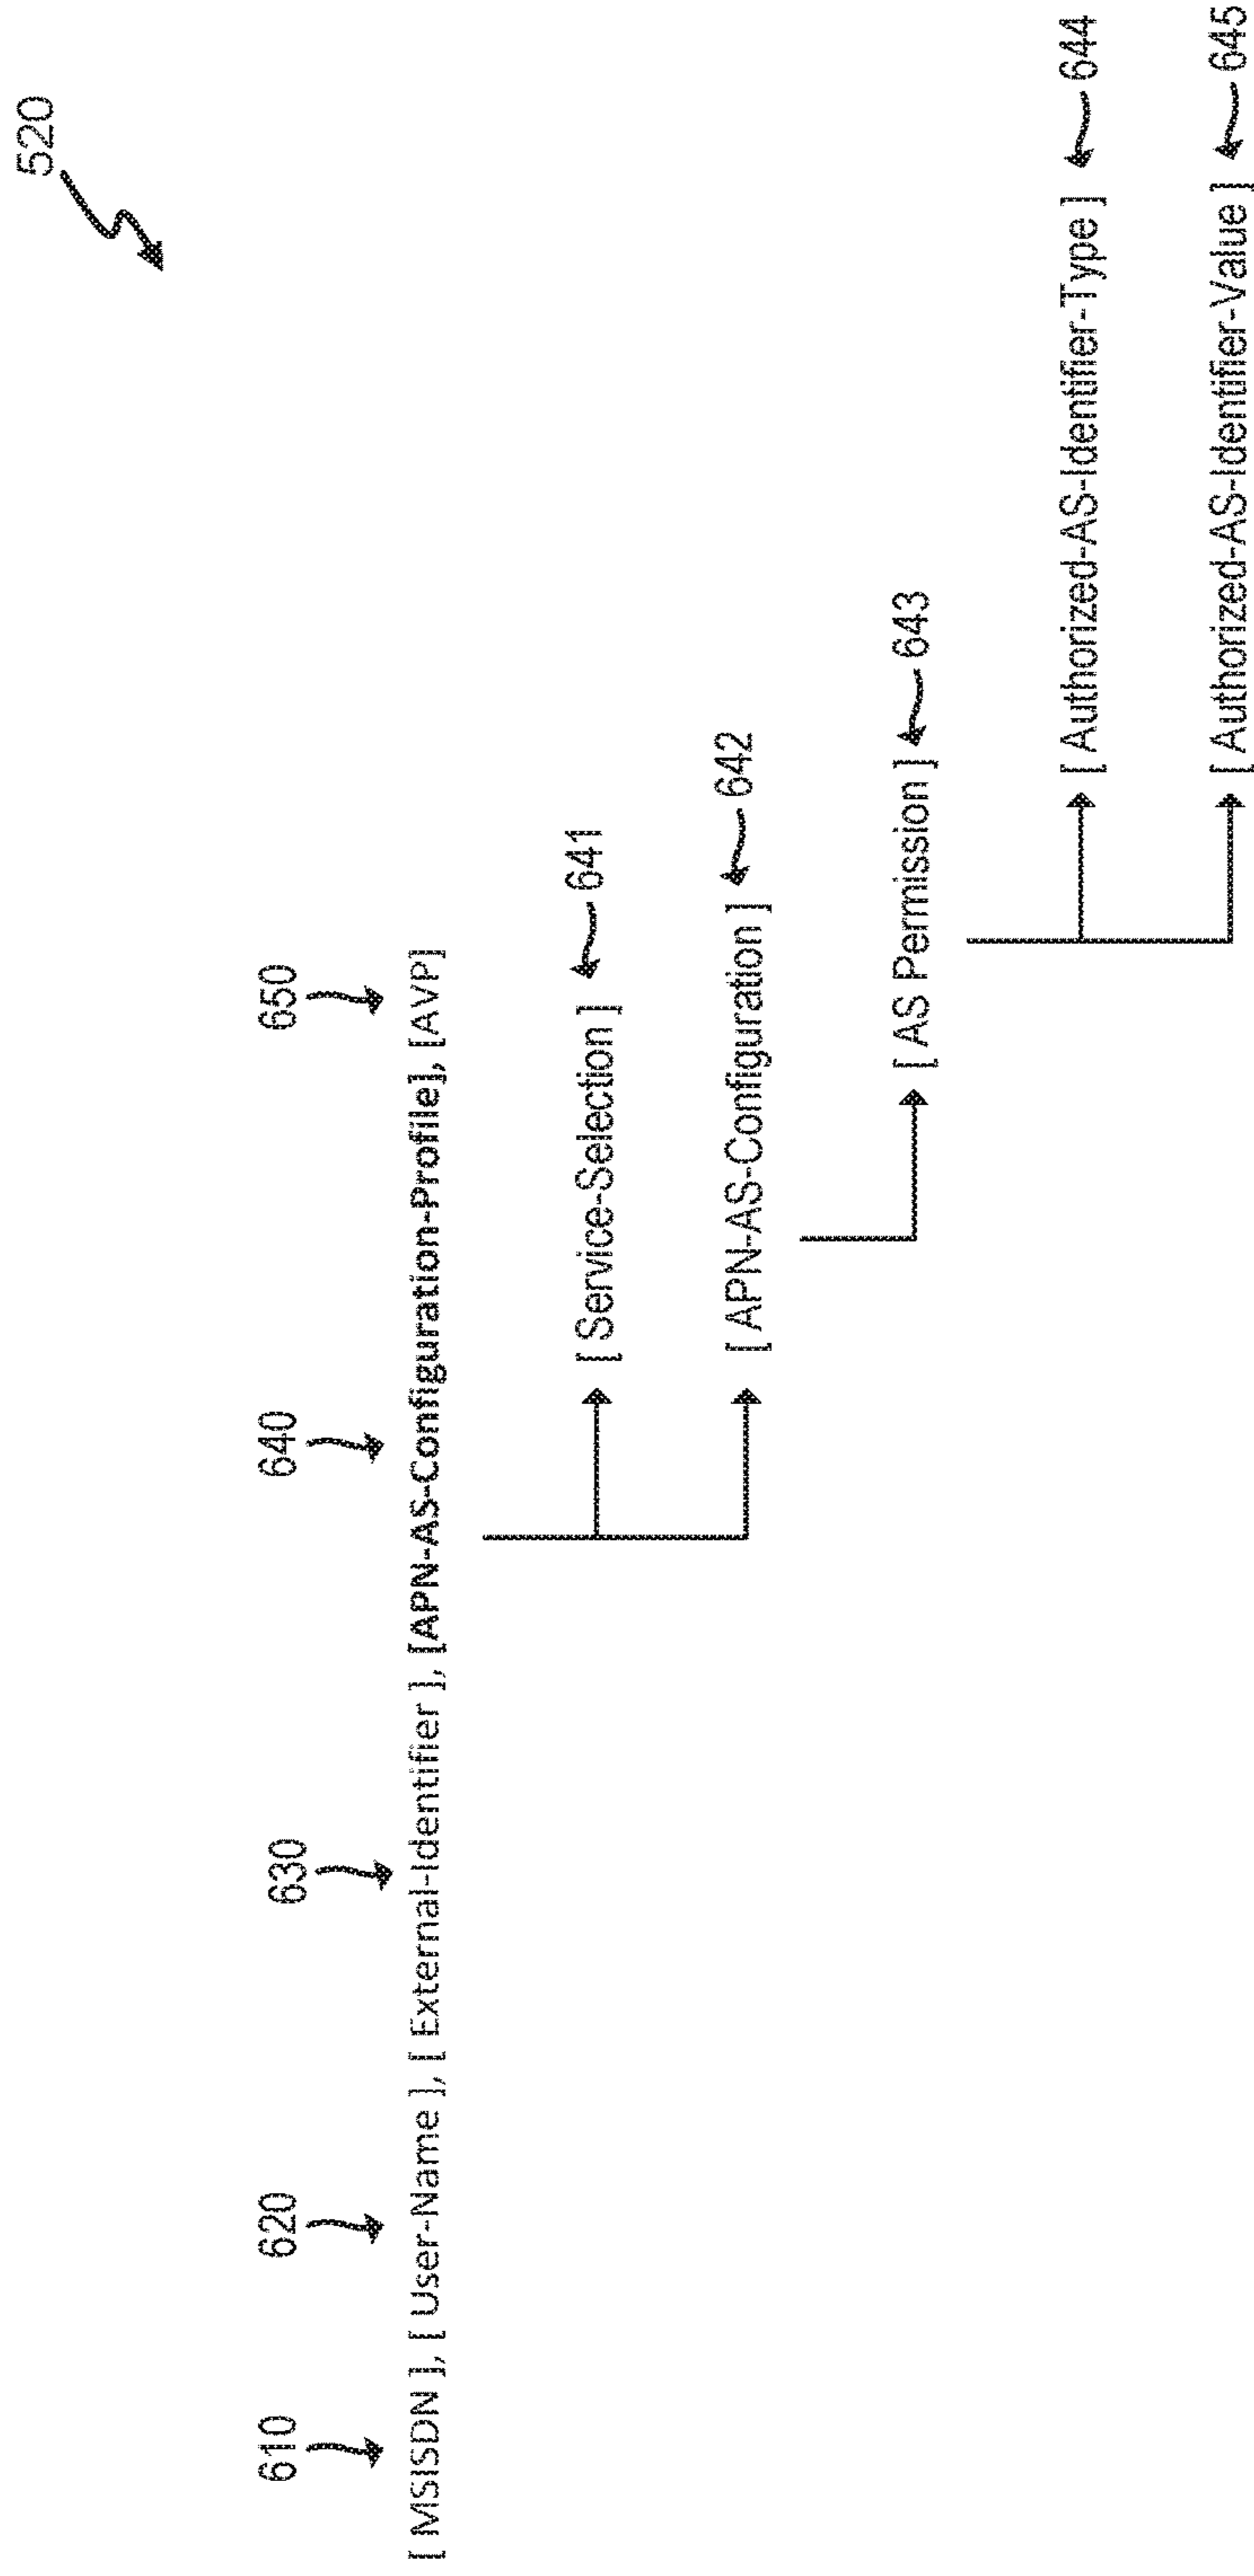 520
610 620 630 640 650
[ MSISDN ], [ User-Name ], [ External-Identifier ], [APN-AS-Configuration-Profile], [AVP]
[ Service-Selection ] 641
[ APN-AS-Configuration ] 642
[ AS Permission ] 643
[ Authorized-AS-Identifier-Type ] 644
[ Authorized-AS-Identifier-Value ] 645